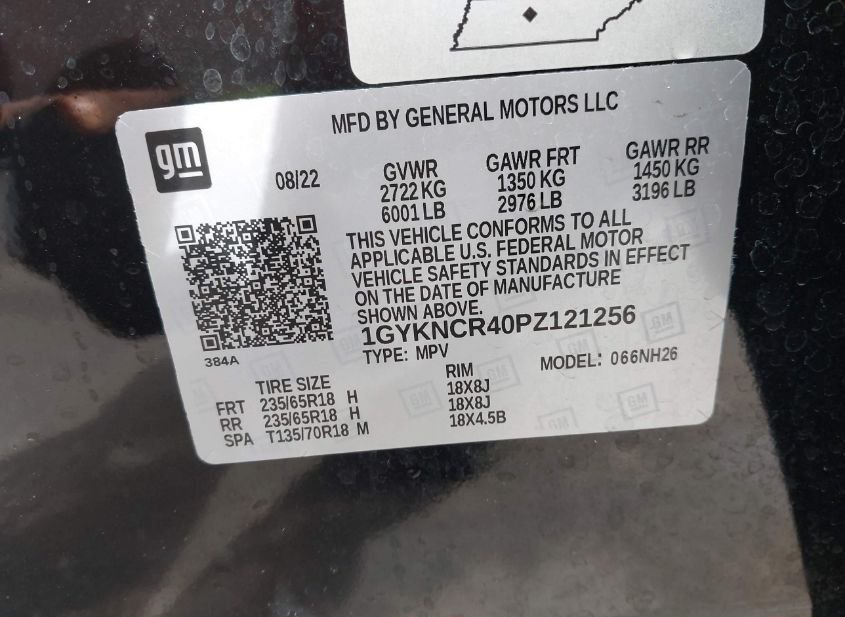 MFD BY GENERAL MOTORS LLC
gm
08/22
GVWR
2722 KG
6001 LB
GAWR FRT
1350 KG
2976 LB
GAWR RR
1450 KG
3196 LB
THIS VEHICLE CONFORMS TO ALL
APPLICABLE U.S. FEDERAL MOTOR
VEHICLE SAFETY STANDARDS IN EFFECT
ON THE DATE OF MANUFACTURE
SHOWN ABOVE.
1GYKNCR40PZ121256
384A
TYPE: MPV MODEL: 066NH26
TIRE SIZE RIM
FRT 235/65R18 H 18X8J
RR 235/65R18 H 18X8J
SPA T135/70R18 M 18X4.5B
GM
GM
GM